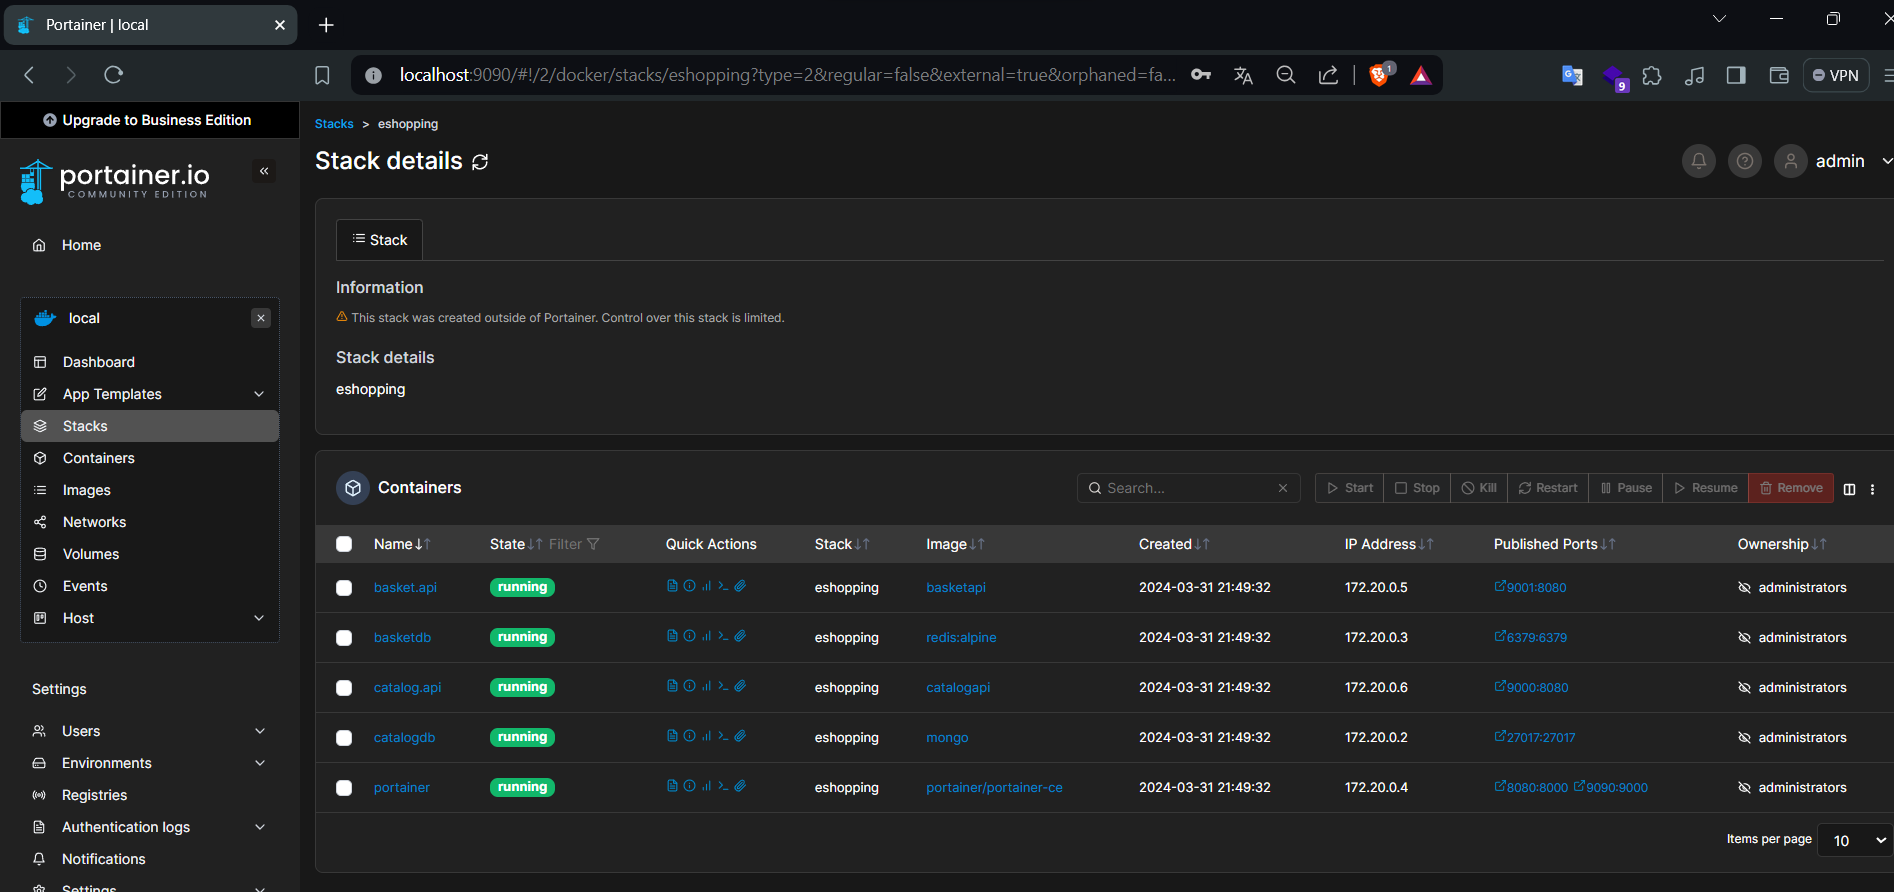 Portainer | local
localhost:9090/#!/2/docker/stacks/eshopping?type=2&regular=false&external=true&orphaned=fa...
1
9
VPN
Upgrade to Business Edition
portainer.io
COMMUNITY EDITION
Home
local
Dashboard
App Templates
Stacks
Containers
Images
Networks
Volumes
Events
Host
Settings
Users
Environments
Registries
Authentication logs
Notifications
Settings
Stacks > eshopping
Stack details
admin
Stack
Information
This stack was created outside of Portainer. Control over this stack is limited.
Stack details
eshopping
Containers
Search...
Start Stop Kill Restart Pause Resume Remove
Name State Filter Quick Actions Stack Image Created IP Address Published Ports Ownership
basket.api running eshopping basketapi 2024-03-31 21:49:32 172.20.0.5 9001:8080 administrators
basketdb running eshopping redis:alpine 2024-03-31 21:49:32 172.20.0.3 6379:6379 administrators
catalog.api running eshopping catalogapi 2024-03-31 21:49:32 172.20.0.6 9000:8080 administrators
catalogdb running eshopping mongo 2024-03-31 21:49:32 172.20.0.2 27017:27017 administrators
portainer running eshopping portainer/portainer-ce 2024-03-31 21:49:32 172.20.0.4 8080:8000 9090:9000 administrators
Items per page 10